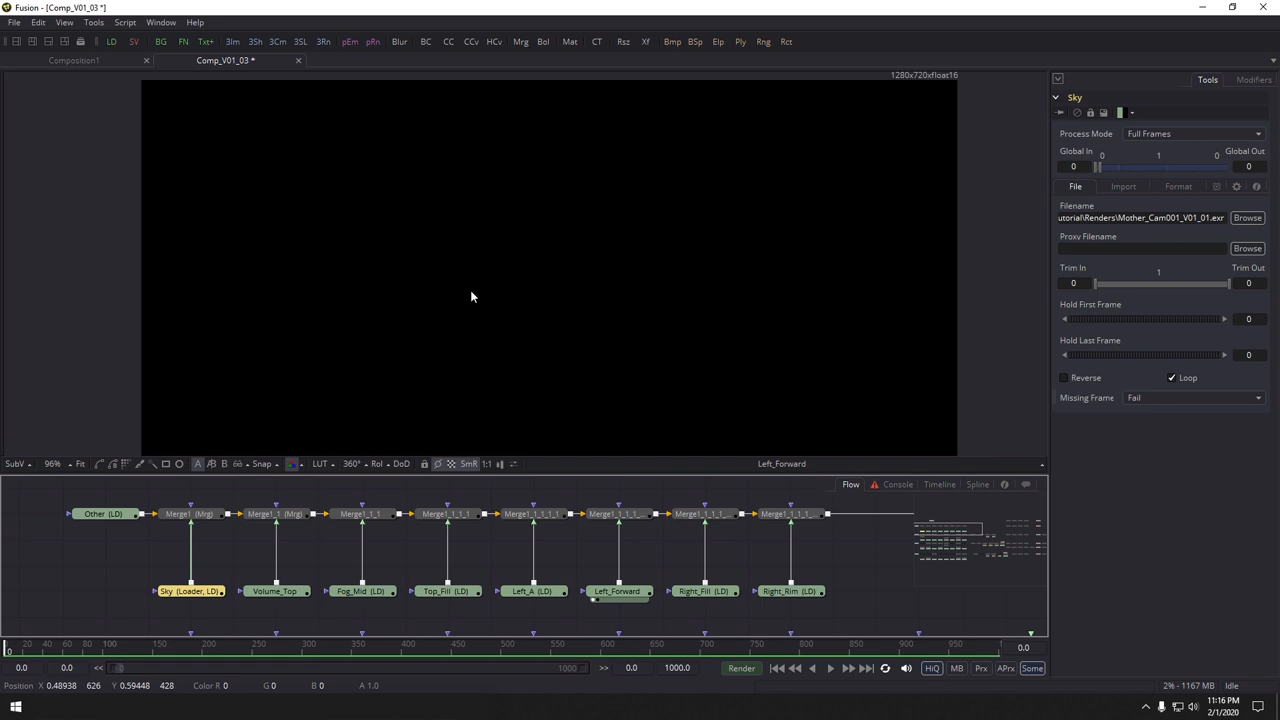 Fusion - [Comp_V01_03 *]
File Edit View Tools Script Window Help
LD SV BG FN Txt+ 3Im 3Sh 3Cm 3SL 3Rn pEm pRn Blur BC CC CCv HCv Mrg Bol Mat CT Rsz Xf Bmp BSp Elp Ply Rng Rct
Composition1 Comp_V01_03 *
1280x720xfloat16
Tools Modifiers
Sky
Process Mode Full Frames
Global In 0 1 0 Global Out
0 0
File Import Format
Filename
utorial\Renders\Mother_Cam001_V01_01.exr Browse
Proxy Filename
Browse
Trim In 1 Trim Out
0 0
Hold First Frame
0
Hold Last Frame
0
Reverse Loop
Missing Frame Fail
SubV 96% Fit A B Snap LUT 360° RoI DoD SmR 1:1 Left_Forward
Flow Console Timeline Spline
Other (LD) Merge1 (Mrg) Merge1_1 (Mrg) Merge1_1_1 Merge1_1_1_1 Merge1_1_1_1_1 Merge1_1_1_1_... Merge1_1_1_1_... Merge1_1_1_1_...
Sky (Loader, LD) Volume_Top Fog_Mid (LD) Top_Fill (LD) Left_A (LD) Left_Forward Right_Fill (LD) Right_Rim (LD)
0 20 40 60 80 100 150 200 250 300 350 400 450 500 550 600 650 700 750 800 850 900 950 0.0
0.0 0.0 << 0 1000 >> 0.0 1000.0 Render HiQ MB Prx APrx Some
Position X 0.48938 626 Y 0.59448 428 Color R 0 G 0 B 0 A 1.0 2% - 1167 MB Idle
11:16 PM
2/1/2020